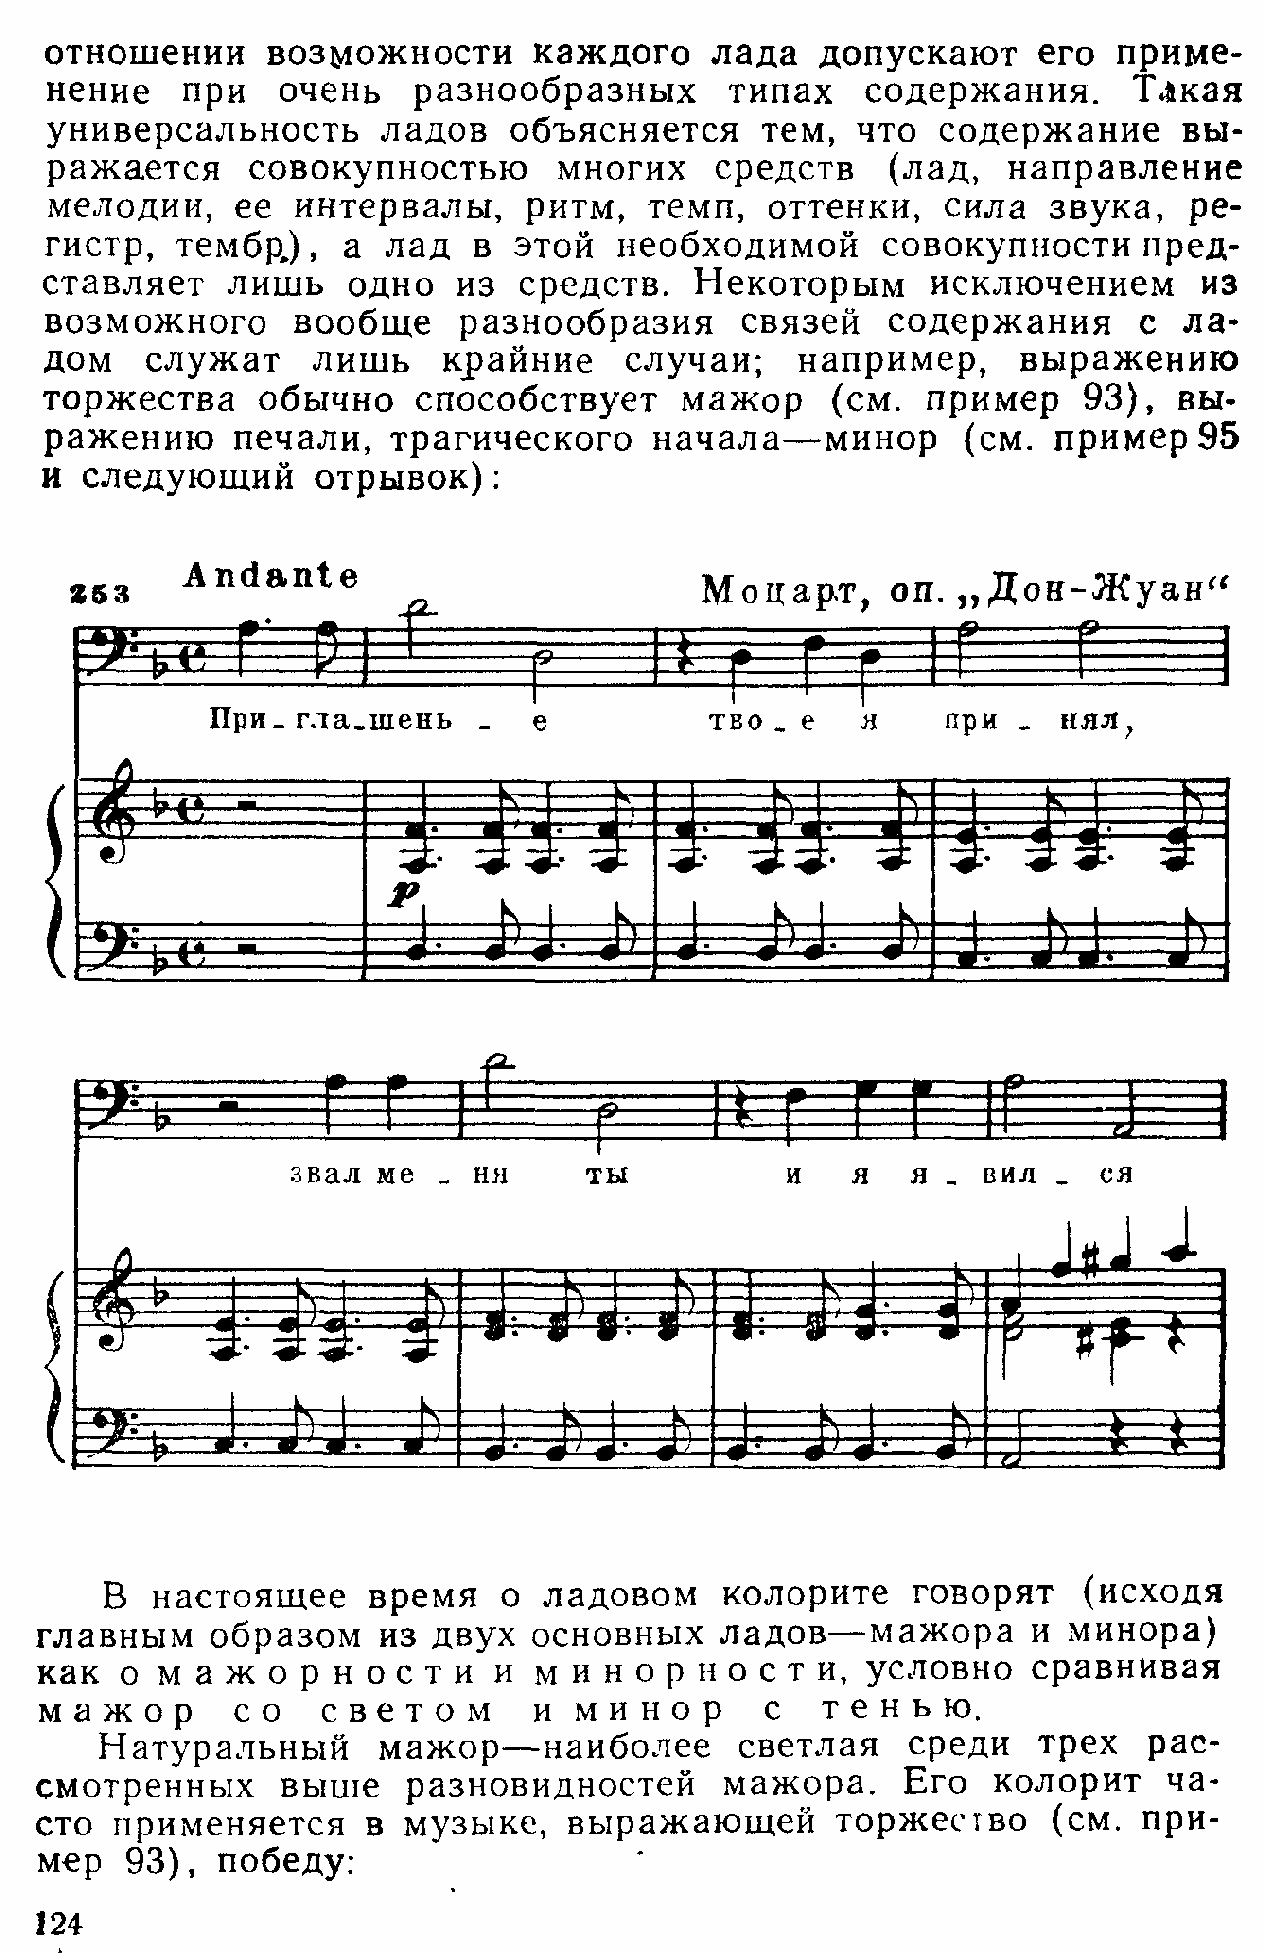 отношении возможности каждого лада допускают его приме-
нение при очень разнообразных типах содержания. Такая
универсальность ладов объясняется тем, что содержание вы-
ражается совокупностью многих средств (лад, направление
мелодии, ее интервалы, ритм, темп, оттенки, сила звука, ре-
гистр, тембр), а лад в этой необходимой совокупности пред-
ставляет лишь одно из средств. Некоторым исключением из
возможного вообще разнообразия связей содержания с ла-
дом служат лишь крайние случаи; например, выражению
торжества обычно способствует мажор (см. пример 93), вы-
ражению печали, трагического начала—минор (см. пример 95
и следующий отрывок):
253 Andante Моцарт, оп. „Дон-Жуан“
При- гла-шень - е тво - е я при - нял,
p
звал ме - ня ты и я я - вил - ся
В настоящее время о ладовом колорите говорят (исходя
главным образом из двух основных ладов—мажора и минора)
как о мажорности и минорности, условно сравнивая
мажор со светом и минор с тенью.
Натуральный мажор—наиболее светлая среди трех рас-
смотренных выше разновидностей мажора. Его колорит ча-
сто применяется в музыке, выражающей торжество (см. при-
мер 93), победу:
124